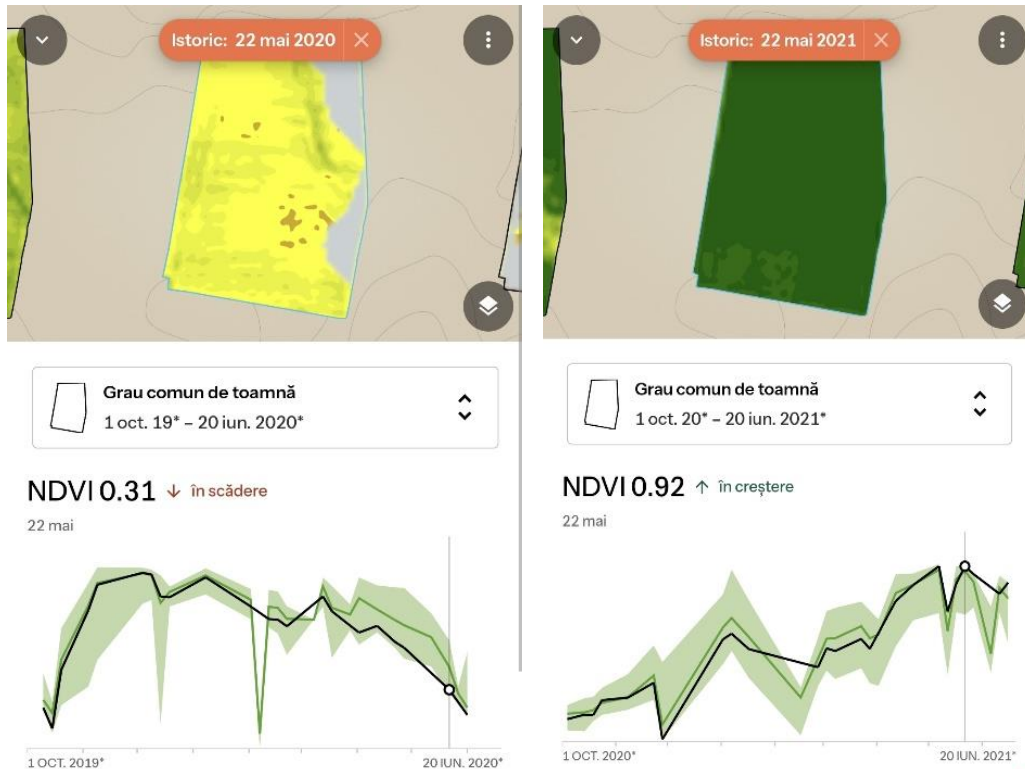 Istoric: 22 mai 2020
Grau comun de toamnă
1 oct. 19* – 20 iun. 2020*
NDVI 0.31 ↓ în scădere
22 mai
1 OCT. 2019*
20 IUN. 2020*
Istoric: 22 mai 2021
Grau comun de toamnă
1 oct. 20* – 20 iun. 2021*
NDVI 0.92 ↑ în creștere
22 mai
1 OCT. 2020*
20 IUN. 2021*